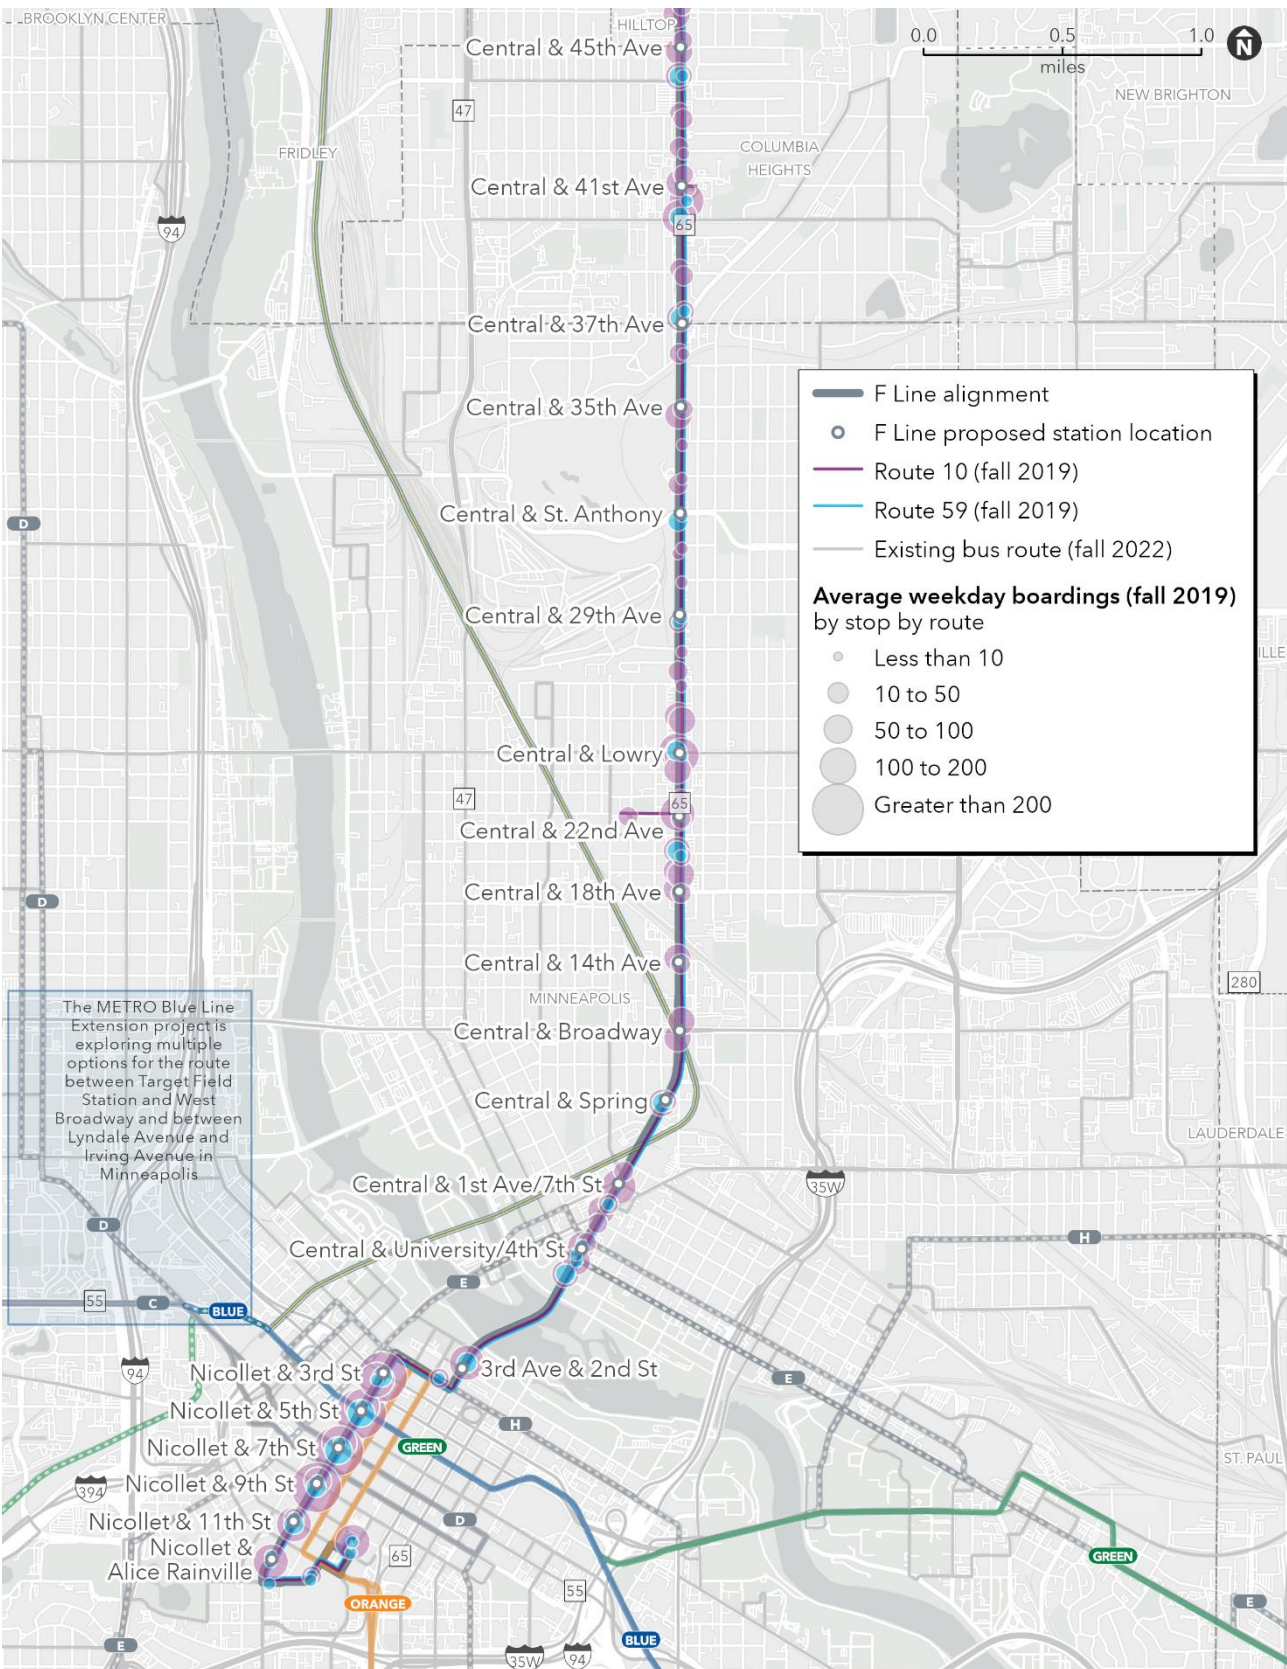 BROOKLYN CENTER
HILLTOP
Central & 45th Ave
0.0 0.5 1.0
miles
N
NEW BRIGHTON
47
FRIDLEY
COLUMBIA
HEIGHTS
Central & 41st Ave
94
65
Central & 37th Ave
F Line alignment
F Line proposed station location
Route 10 (fall 2019)
Route 59 (fall 2019)
Existing bus route (fall 2022)
Average weekday boardings (fall 2019)
by stop by route
Less than 10
10 to 50
50 to 100
100 to 200
Greater than 200
Central & 35th Ave
D
Central & St. Anthony
Central & 29th Ave
ILLE
Central & Lowry
47
65
Central & 22nd Ave
D
Central & 18th Ave
Central & 14th Ave
280
MINNEAPOLIS
The METRO Blue Line
Extension project is
exploring multiple
options for the route
between Target Field
Station and West
Broadway and between
Lyndale Avenue and
Irving Avenue in
Minneapolis
Central & Broadway
Central & Spring
LAUDERDALE
Central & 1st Ave/7th St
35W
D
H
Central & University/4th St
E
55
C
BLUE
94
Nicollet & 3rd St
3rd Ave & 2nd St
E
Nicollet & 5th St
H
Nicollet & 7th St
GREEN
ST. PAUL
Nicollet & 9th St
394
Nicollet & 11th St
D
Nicollet &
Alice Rainville
65
GREEN
55
ORANGE
E
E
BLUE
35W
94